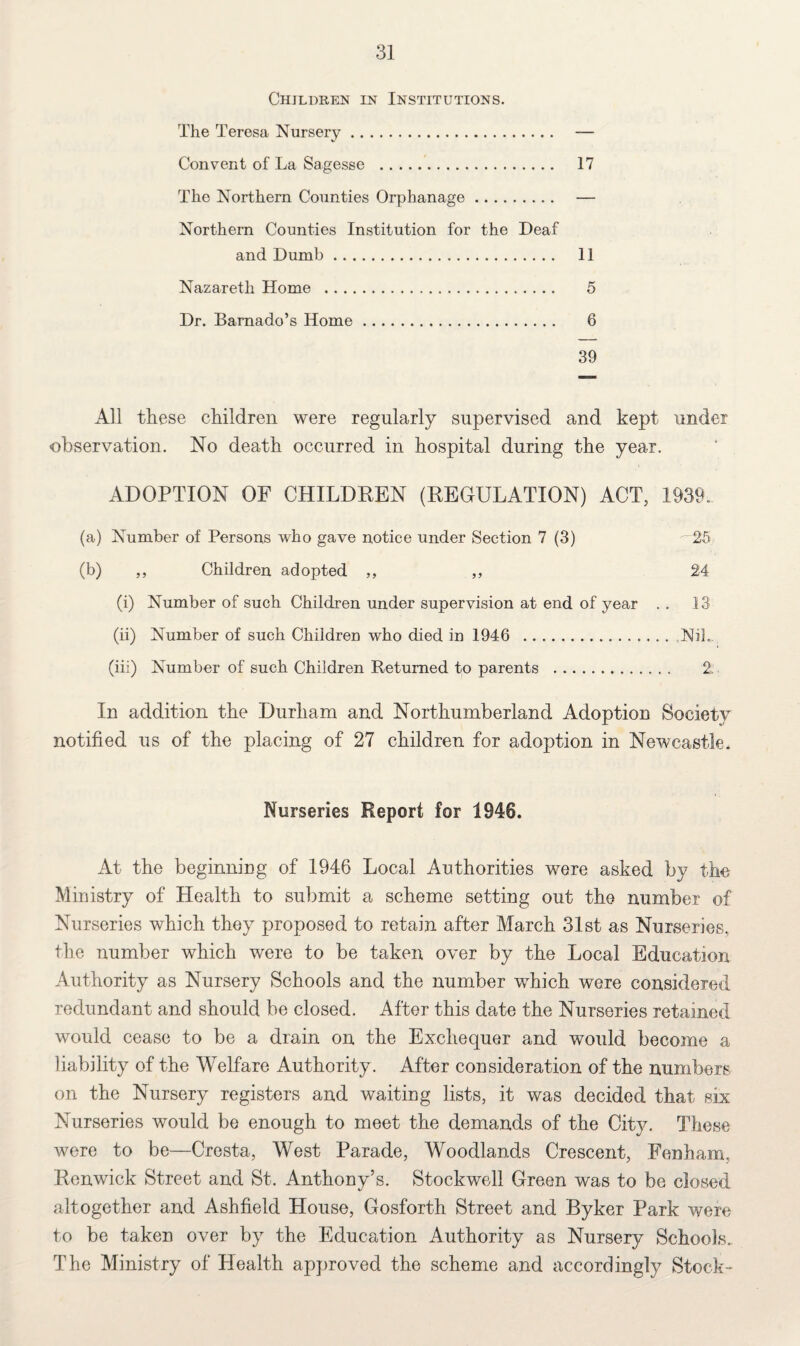 31
Children in Institutions.
The Teresa Nursery ...................... —
Convent of La Sagesse ................... 17
The Northern Counties Orphanage ......... —
Northern Counties Institution for the Deaf
and Dumb ........................ 11
Nazareth Home ......................... 5
Dr. Barnado's Home ..................... 6
39
All these children were regularly supervised and kept under
observation. No death occurred in hospital during the year.
ADOPTION OF CHILDREN (REGULATION) ACT, 1939.
(a) Number of Persons who gave notice under Section 7 (3) 25
(b) ,, Children adopted ,, ,, 24
(i) Number of such Children under supervision at end of year .. 13
(ii) Number of such Children who died in 1946 ................. Nil.
(iii) Number of such Children Returned to parents .............. 2
In addition the Durham and Northumberland Adoption Society
notified us of the placing of 27 children for adoption in Newcastle.
Nurseries Report for 1946.
At the beginning of 1946 Local Authorities were asked by the
Ministry of Health to submit a scheme setting out the number of
Nurseries which they proposed to retain after March 31st as Nurseries,
the number which were to be taken over by the Local Education
Authority as Nursery Schools and the number which were considered
redundant and should be closed. After this date the Nurseries retained
would cease to be a drain on the Exchequer and would become a
liability of the Welfare Authority. After consideration of the numbers
on the Nursery registers and waiting lists, it was decided that six
Nurseries would be enough to meet the demands of the City. These
were to be—Cresta, West Parade, Woodlands Crescent, Fenham,
Renwick Street and St. Anthony's. Stockwell Green was to be closed
altogether and Ashfield House, Gosforth Street and Byker Park were
to be taken over by the Education Authority as Nursery Schools.
The Ministry of Health approved the scheme and accordingly Stock-